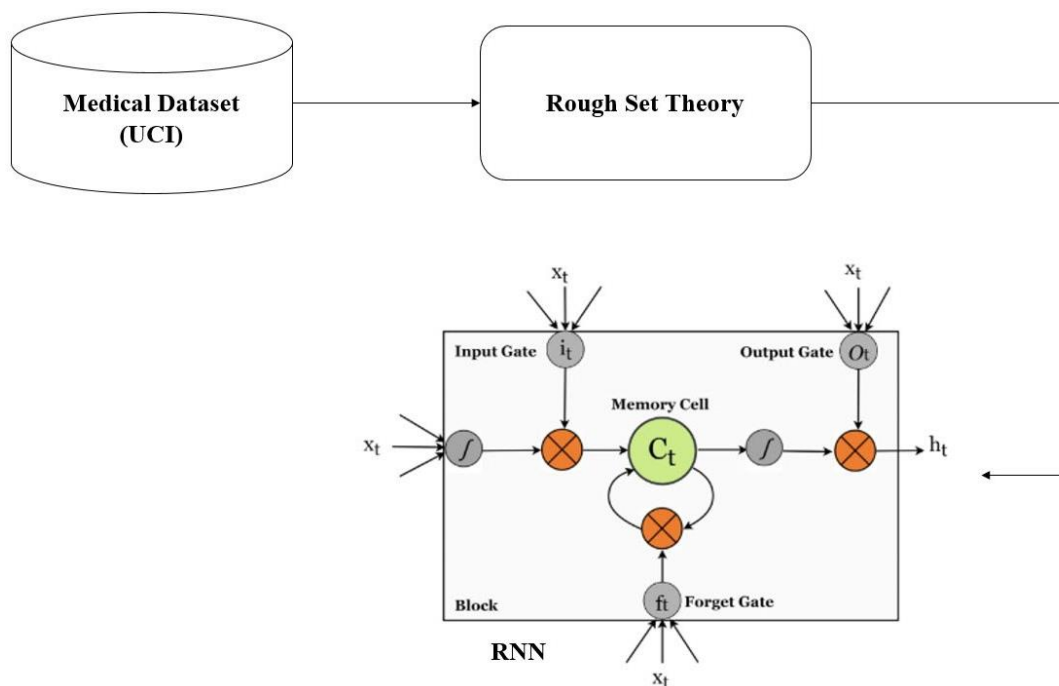 Medical Dataset
(UCI)
Rough Set Theory
xt
xt
Input Gate
it
Output Gate
Ot
Memory Cell
xt
∫
Ct
∫
ht
Block
ft
Forget Gate
RNN
xt